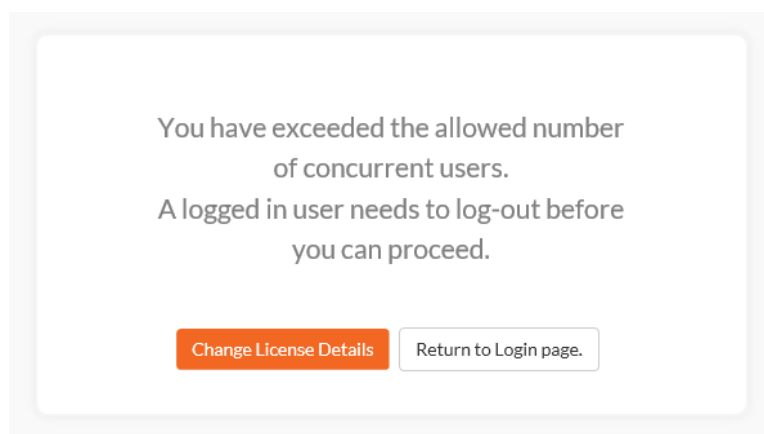 You have exceeded the allowed number
of concurrent users.
A logged in user needs to log-out before
you can proceed.
Change License Details
Return to Login page.